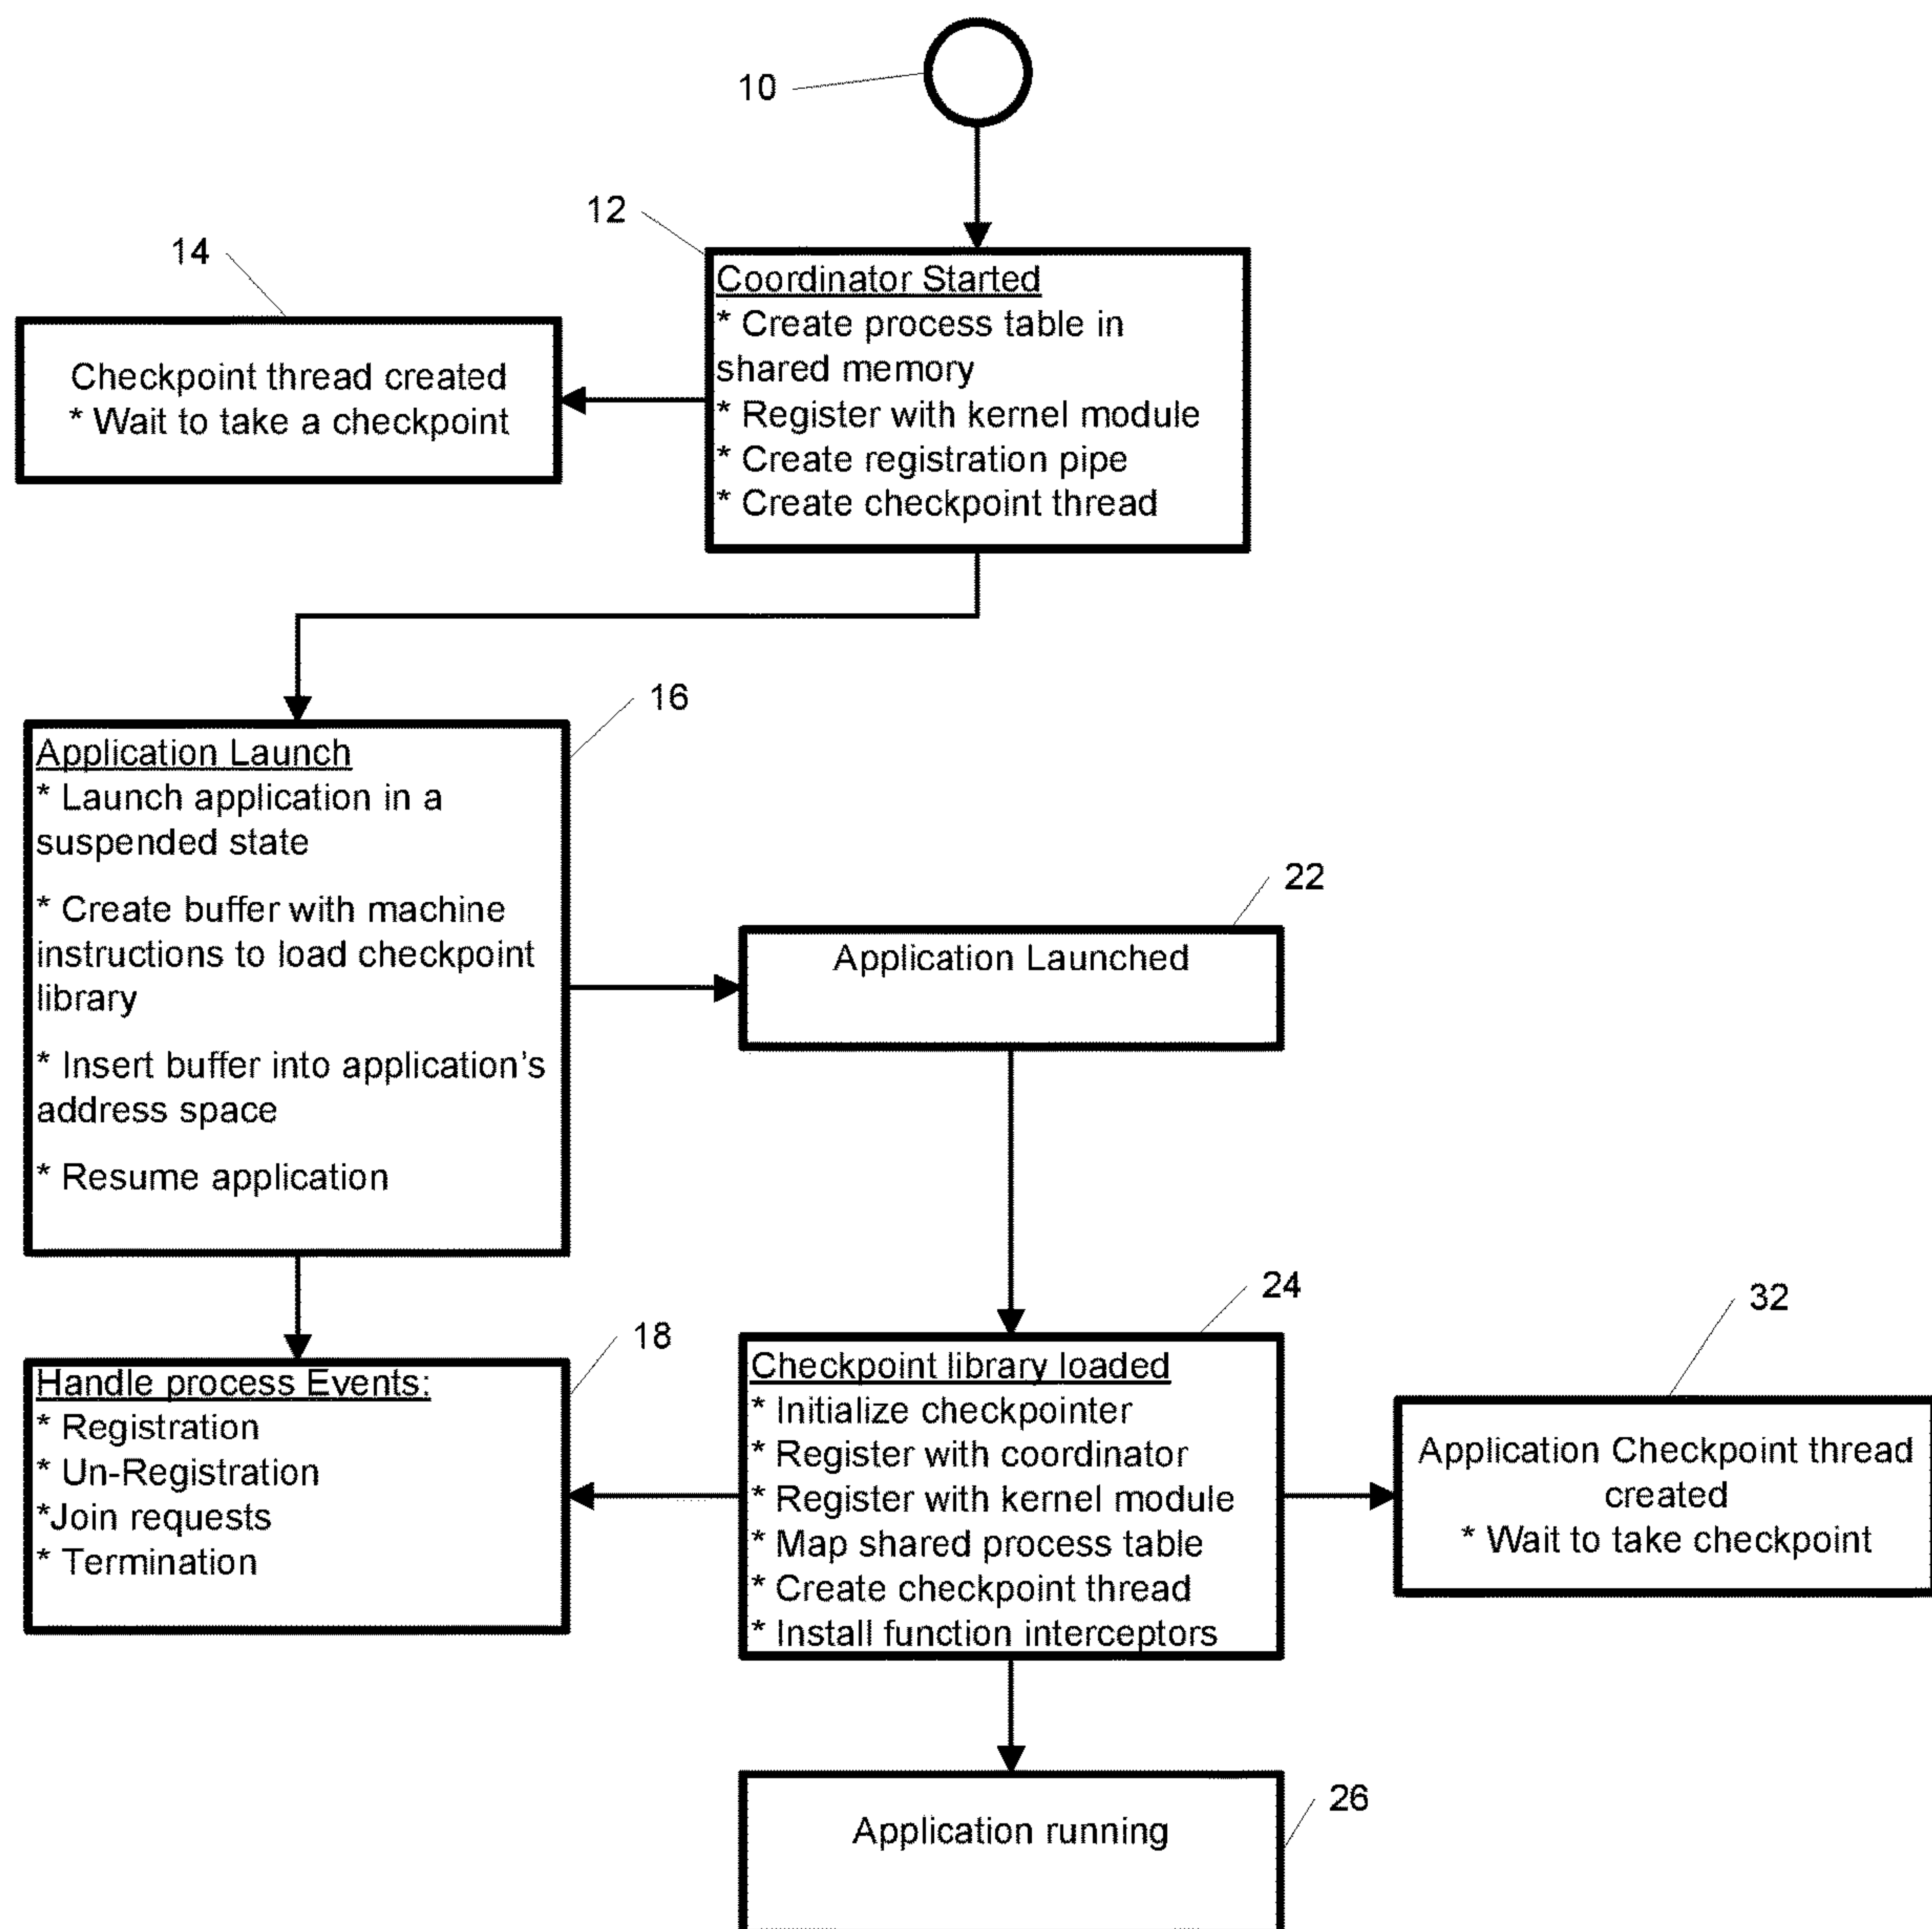 10
12
Coordinator Started
* Create process table in
shared memory
* Register with kernel module
* Create registration pipe
* Create checkpoint thread
14
Checkpoint thread created
* Wait to take a checkpoint
16
Application Launch
* Launch application in a
suspended state
* Create buffer with machine
instructions to load checkpoint
library
* Insert buffer into application's
address space
* Resume application
22
Application Launched
18
Handle process Events:
* Registration
* Un-Registration
*Join requests
* Termination
24
Checkpoint library loaded
* Initialize checkpointer
* Register with coordinator
* Register with kernel module
* Map shared process table
* Create checkpoint thread
* Install function interceptors
32
Application Checkpoint thread
created
* Wait to take checkpoint
26
Application running